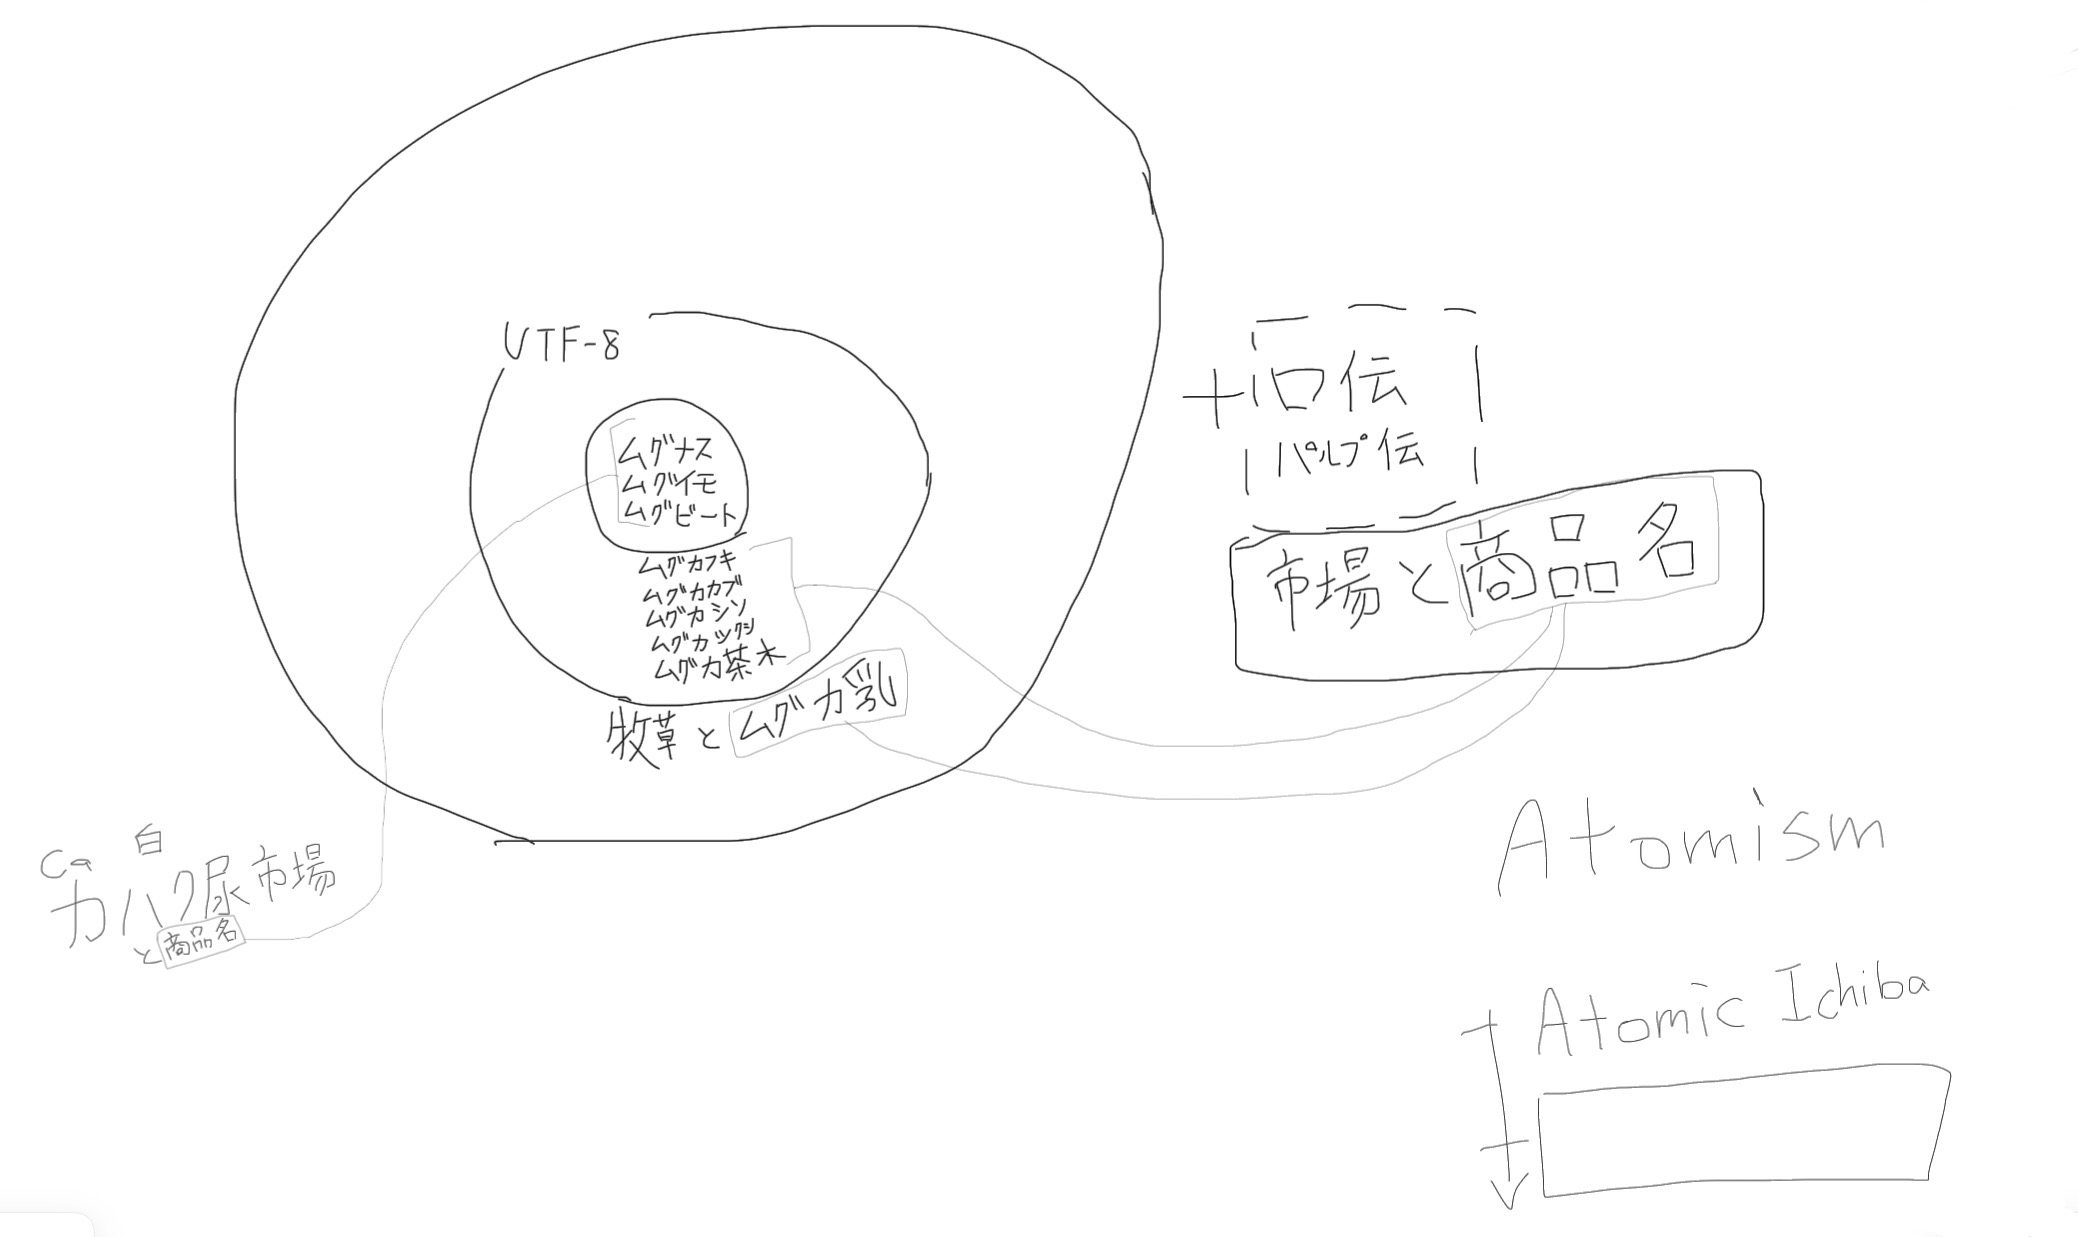 UTF-8
ムグナス
ムグイモ
ムグビート
ムグカフキ
ムグカカブ
ムグカシソ
ムグカツクシ
ムグカ茶木
牧草とムグカ乳
+口伝
パルプ伝
市場と商品名
Ca 白
カハク尿市場
と商品名
Atomism
Atomic Ichiba